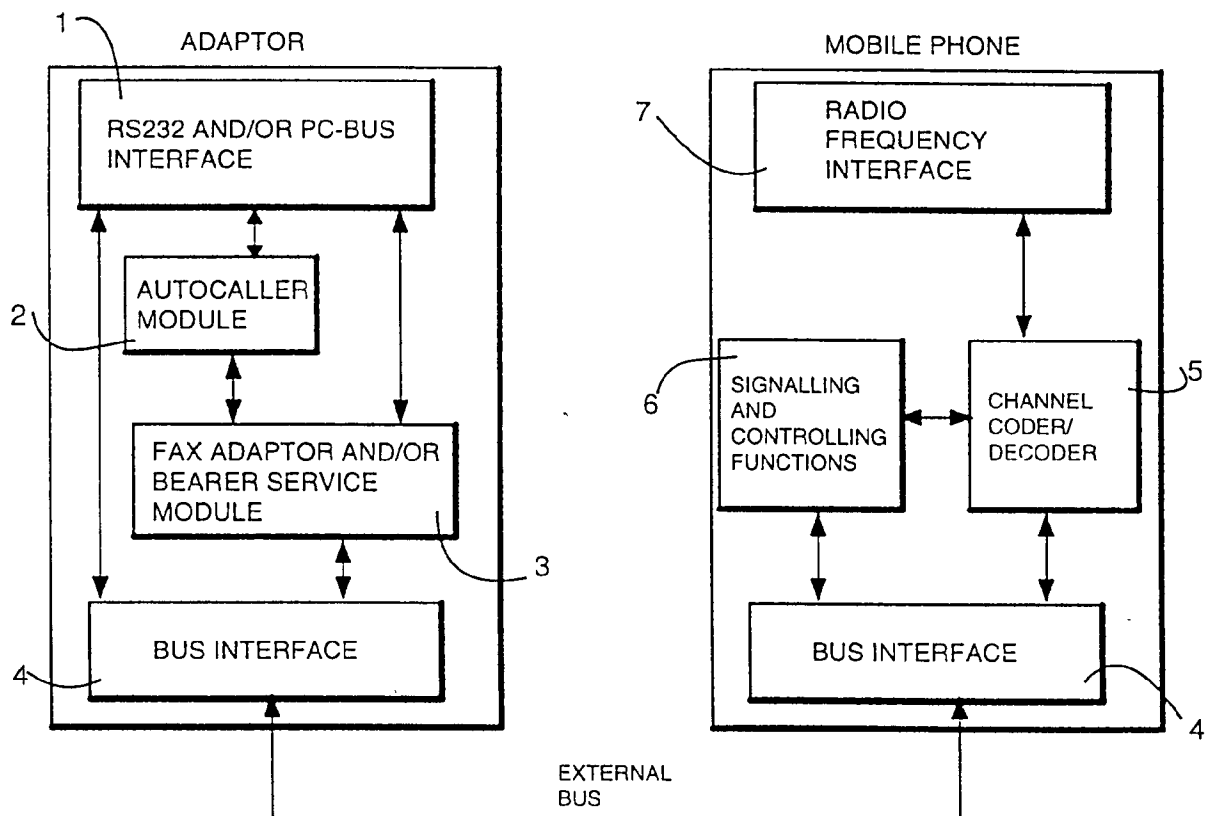 1
ADAPTOR
RS232 AND/OR PC-BUS
INTERFACE
2
AUTOCALLER
MODULE
FAX ADAPTOR AND/OR
BEARER SERVICE
MODULE
3
BUS INTERFACE
4
MOBILE PHONE
7
RADIO
FREQUENCY
INTERFACE
6
SIGNALLING
AND
CONTROLLING
FUNCTIONS
5
CHANNEL
CODER/
DECODER
BUS INTERFACE
4
EXTERNAL
BUS